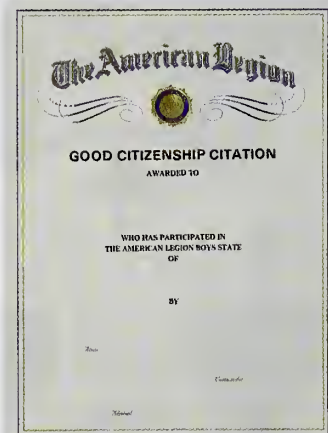 The American Legion
GOOD CITIZENSHIP CITATION
AWARDED TO
WHO HAS PARTICIPATED IN
THE AMERICAN LEGION BOYS STATE
OF
BY
Commander
Adjutant